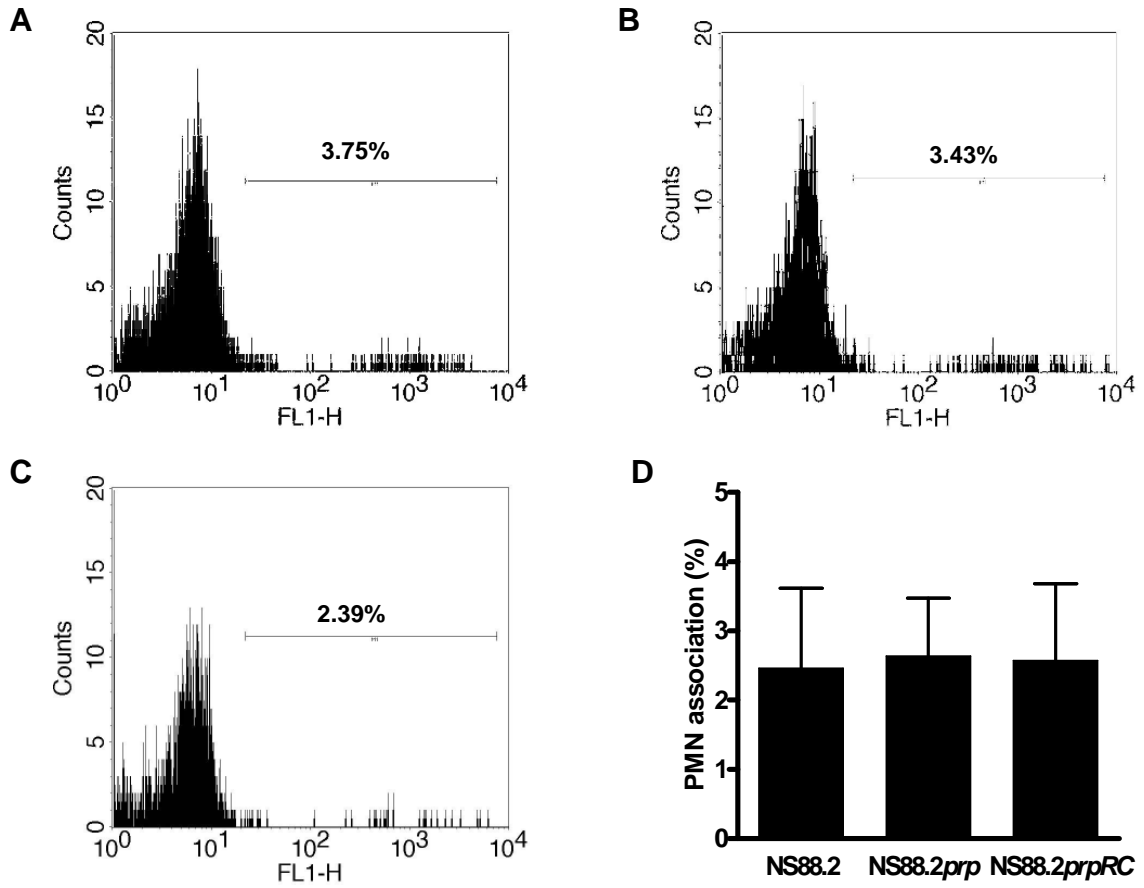 A
20
15
10
5
0
Counts
3.75%
10^0
10^1
10^2
10^3
10^4
FL1-H
B
20
15
10
5
0
Counts
3.43%
10^0
10^1
10^2
10^3
10^4
FL1-H
C
20
15
10
5
0
Counts
2.39%
10^0
10^1
10^2
10^3
10^4
FL1-H
D
5
4
3
2
1
0
PMN association (%)
NS88.2
NS88.2prp
NS88.2prpRC